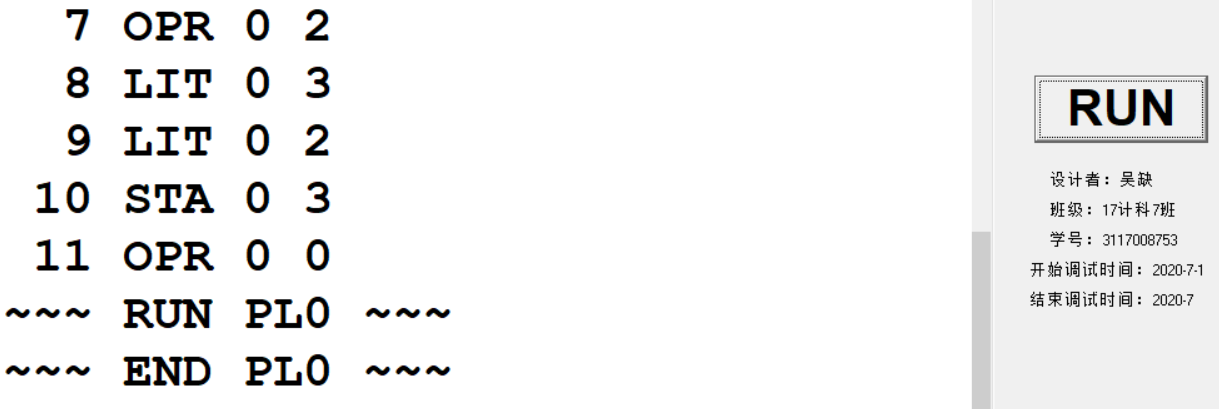 7 OPR 0 2
8 LIT 0 3
9 LIT 0 2
10 STA 0 3
11 OPR 0 0
~~~ RUN PL0 ~~~
~~~ END PL0 ~~~
RUN
设计者：吴缺
班级：17计科7班
学号：3117008753
开始调试时间：2020-7-1
结束调试时间：2020-7